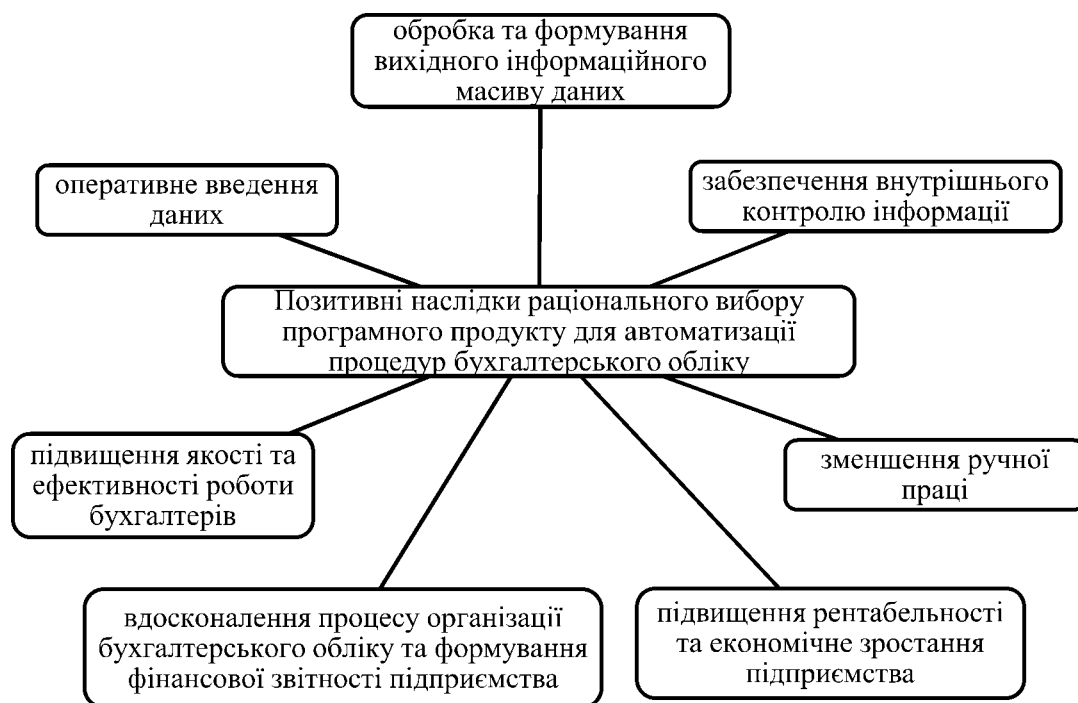 обробка та формування
вихідного інформаційного
масиву даних
оперативне введення
даних
забезпечення внутрішнього
контролю інформації
Позитивні наслідки раціонального вибору
програмного продукту для автоматизації
процедур бухгалтерського обліку
підвищення якості та
ефективності роботи
бухгалтерів
зменшення ручної
праці
вдосконалення процесу організації
бухгалтерського обліку та формування
фінансової звітності підприємства
підвищення рентабельності
та економічне зростання
підприємства